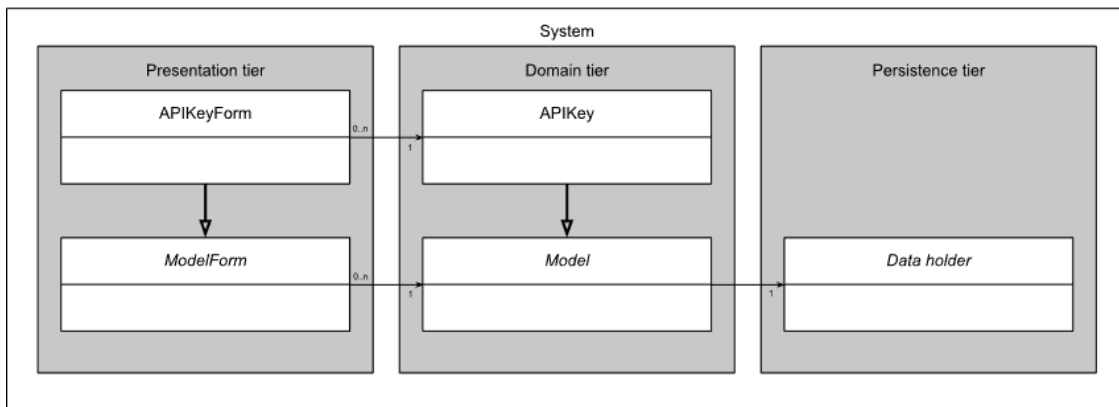 System
Presentation tier
Domain tier
Persistence tier
APIKeyForm
APIKey
0..n
1
ModelForm
Model
Data holder
0..n
1
1